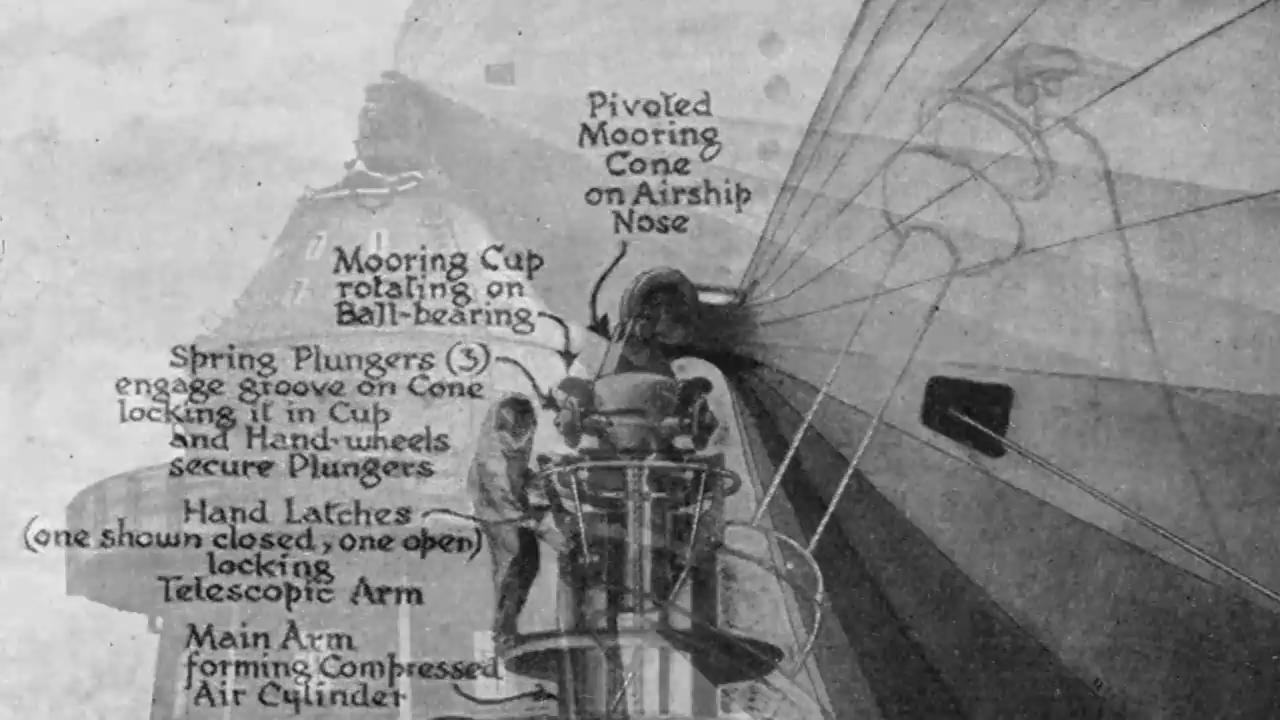 Pivoted
Mooring
Cone
on Airship
Nose
Mooring Cup
rotating on
Ball-bearing
Spring Plungers (3)
engage groove on Cone
locking it in Cup
and Hand-wheels
secure Plungers
Hand Latches
(one shown closed, one open)
locking
Telescopic Arm
Main Arm
forming Compressed
Air Cylinder